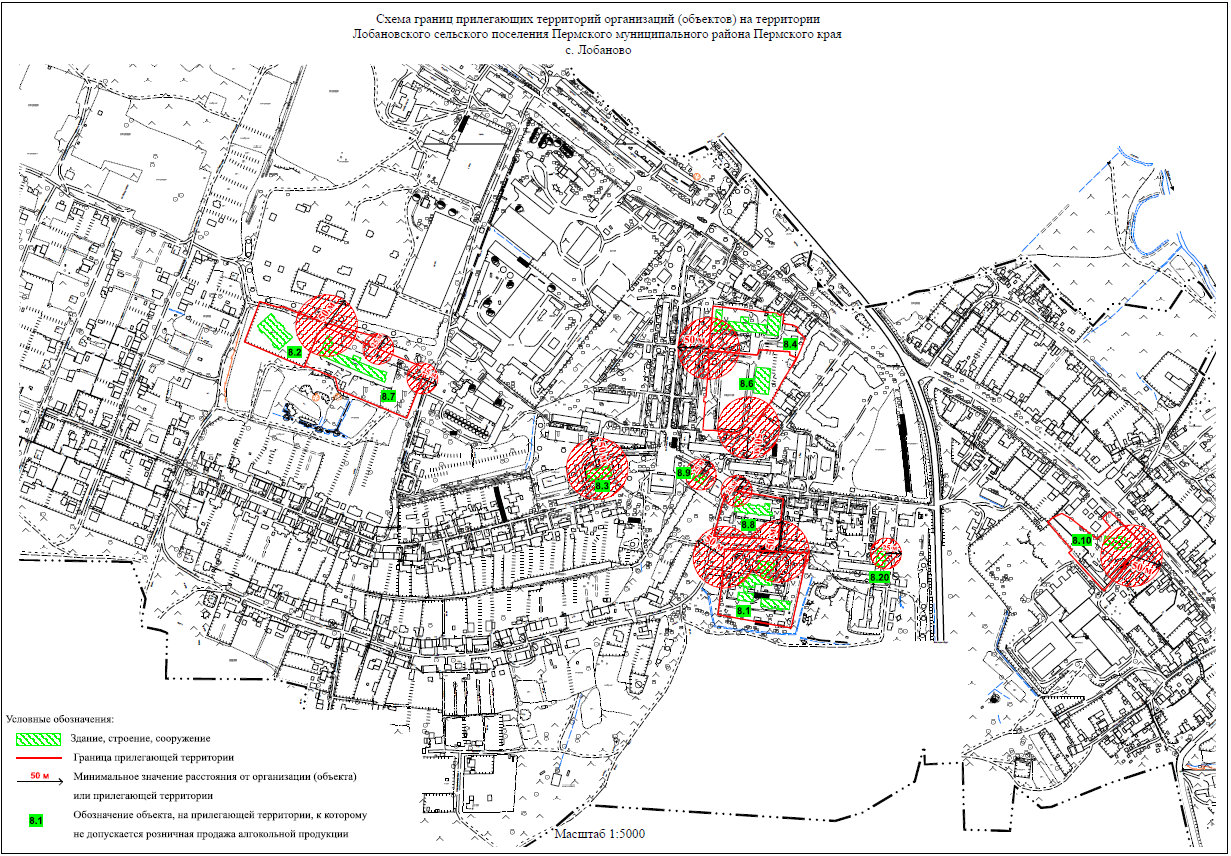 Схема границ прилегающих территорий организаций (объектов) на территории
Лобановского сельского поселения Пермского муниципального района Пермского края
с. Лобаново
8.2
8.7
8.4
8.6
50 м
8.3
8.9
8.8
8.1
8.20
8.10
Условные обозначения:
Здание, строение, сооружение
Граница прилегающей территории
50 м
Минимальное значение расстояния от организации (объекта)
или прилегающей территории
8.1
Обозначение объекта, на прилегающей территории, к которому
не допускается розничная продажа алгокольной продукции
Масштаб 1:5000